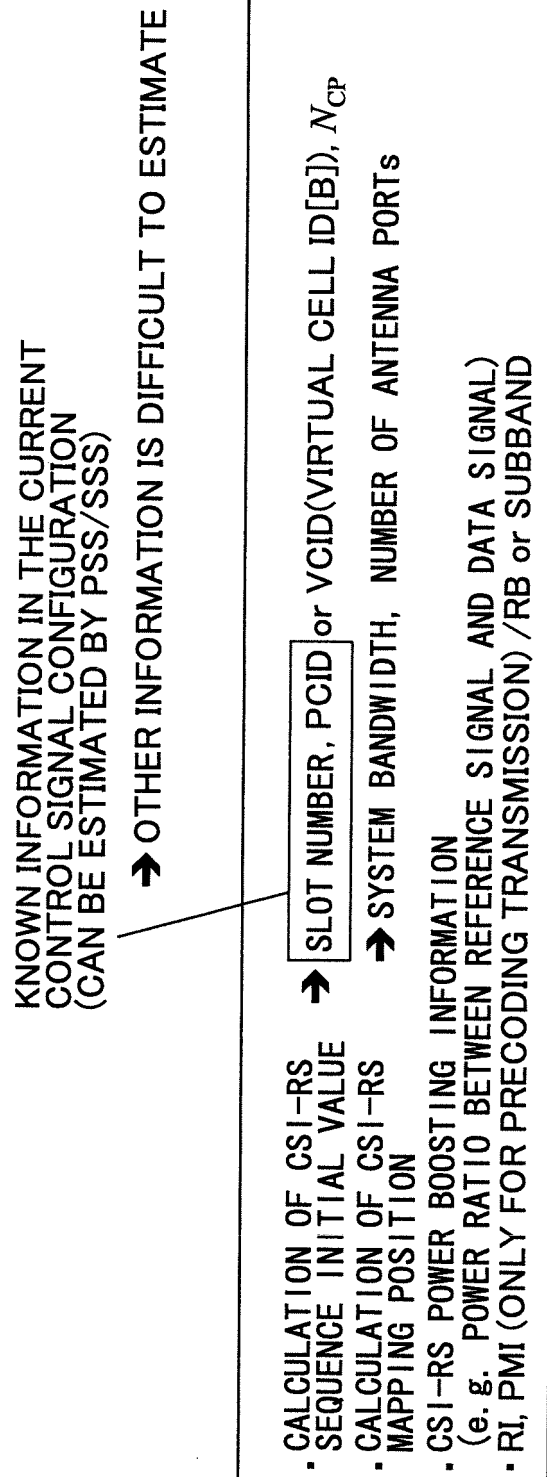 KNOWN INFORMATION IN THE CURRENT
CONTROL SIGNAL CONFIGURATION
(CAN BE ESTIMATED BY PSS/SSS)
➔ OTHER INFORMATION IS DIFFICULT TO ESTIMATE
· CALCULATION OF CSI-RS
SEQUENCE INITIAL VALUE
➔ SLOT NUMBER, PCID or VCID(VIRTUAL CELL ID[B]), N_CP
· CALCULATION OF CSI-RS
MAPPING POSITION
➔ SYSTEM BANDWIDTH, NUMBER OF ANTENNA PORTs
· CSI-RS POWER BOOSTING INFORMATION
(e.g. POWER RATIO BETWEEN REFERENCE SIGNAL AND DATA SIGNAL)
· RI, PMI (ONLY FOR PRECODING TRANSMISSION) /RB or SUBBAND